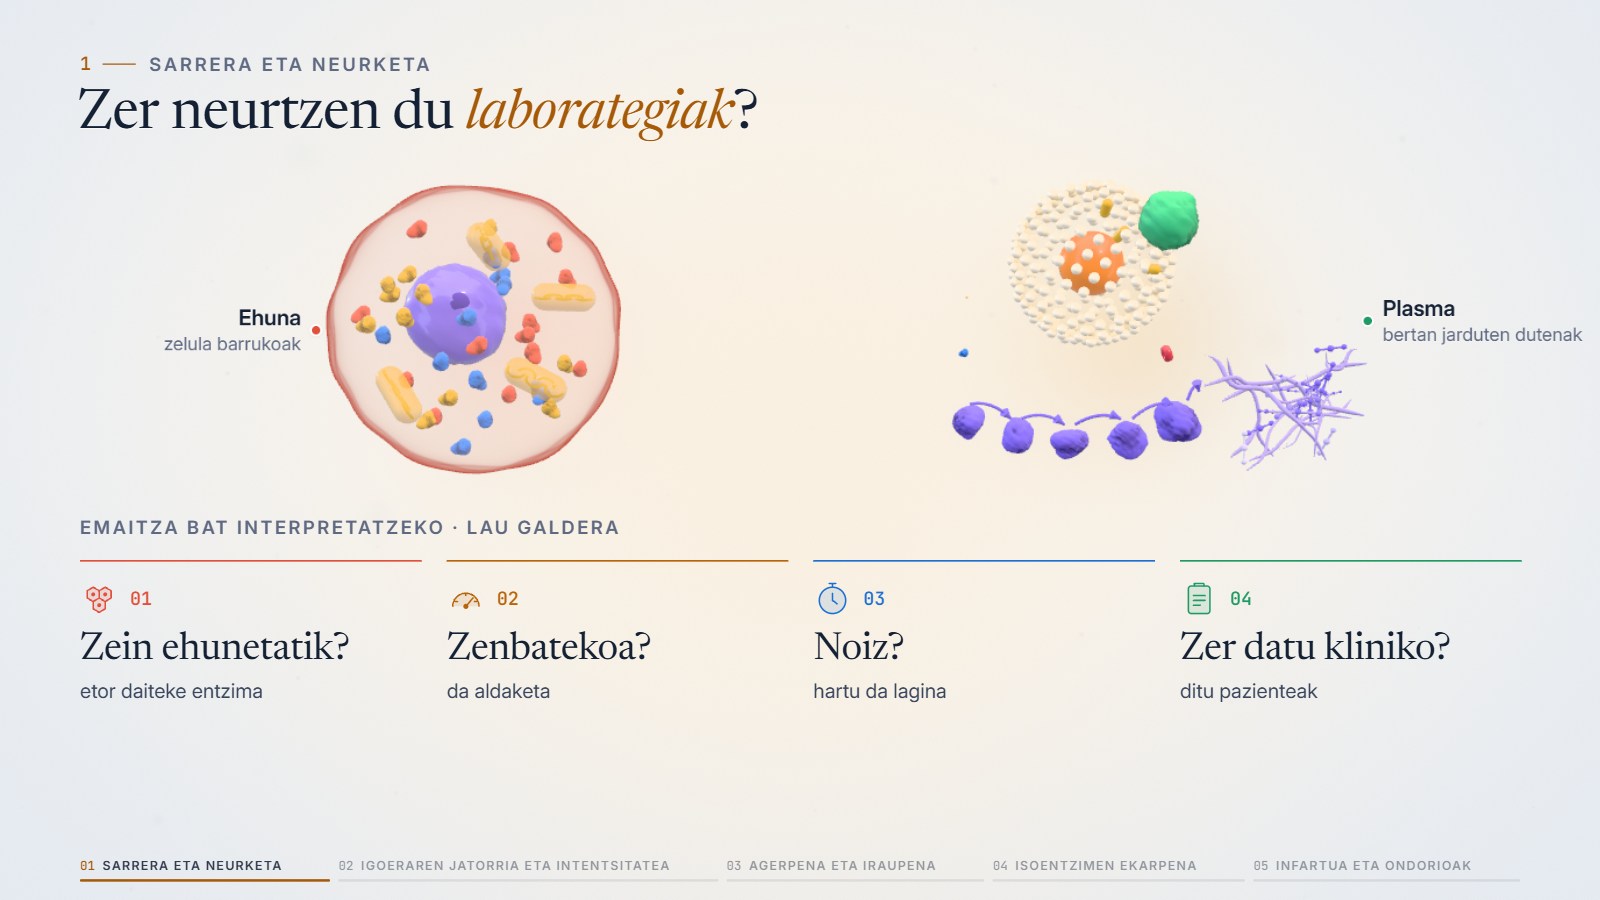 1 — SARRERA ETA NEURKETA
Zer neurtzen du laborategiak?
Ehuna
zelula barrukoak
Plasma
bertan jarduten dutenak
EMAITZA BAT INTERPRETATZEKO · LAU GALDERA
01
Zein ehunetatik?
etor daiteke entzima
02
Zenbatekoa?
da aldaketa
03
Noiz?
hartu da lagina
04
Zer datu kliniko?
ditu pazienteak
01 SARRERA ETA NEURKETA
02 IGOERAREN JATORRIA ETA INTENTSITATEA
03 AGERPENA ETA IRAUPENA
04 ISOENTZIMEN EKARPENA
05 INFARTUA ETA ONDORIOAK